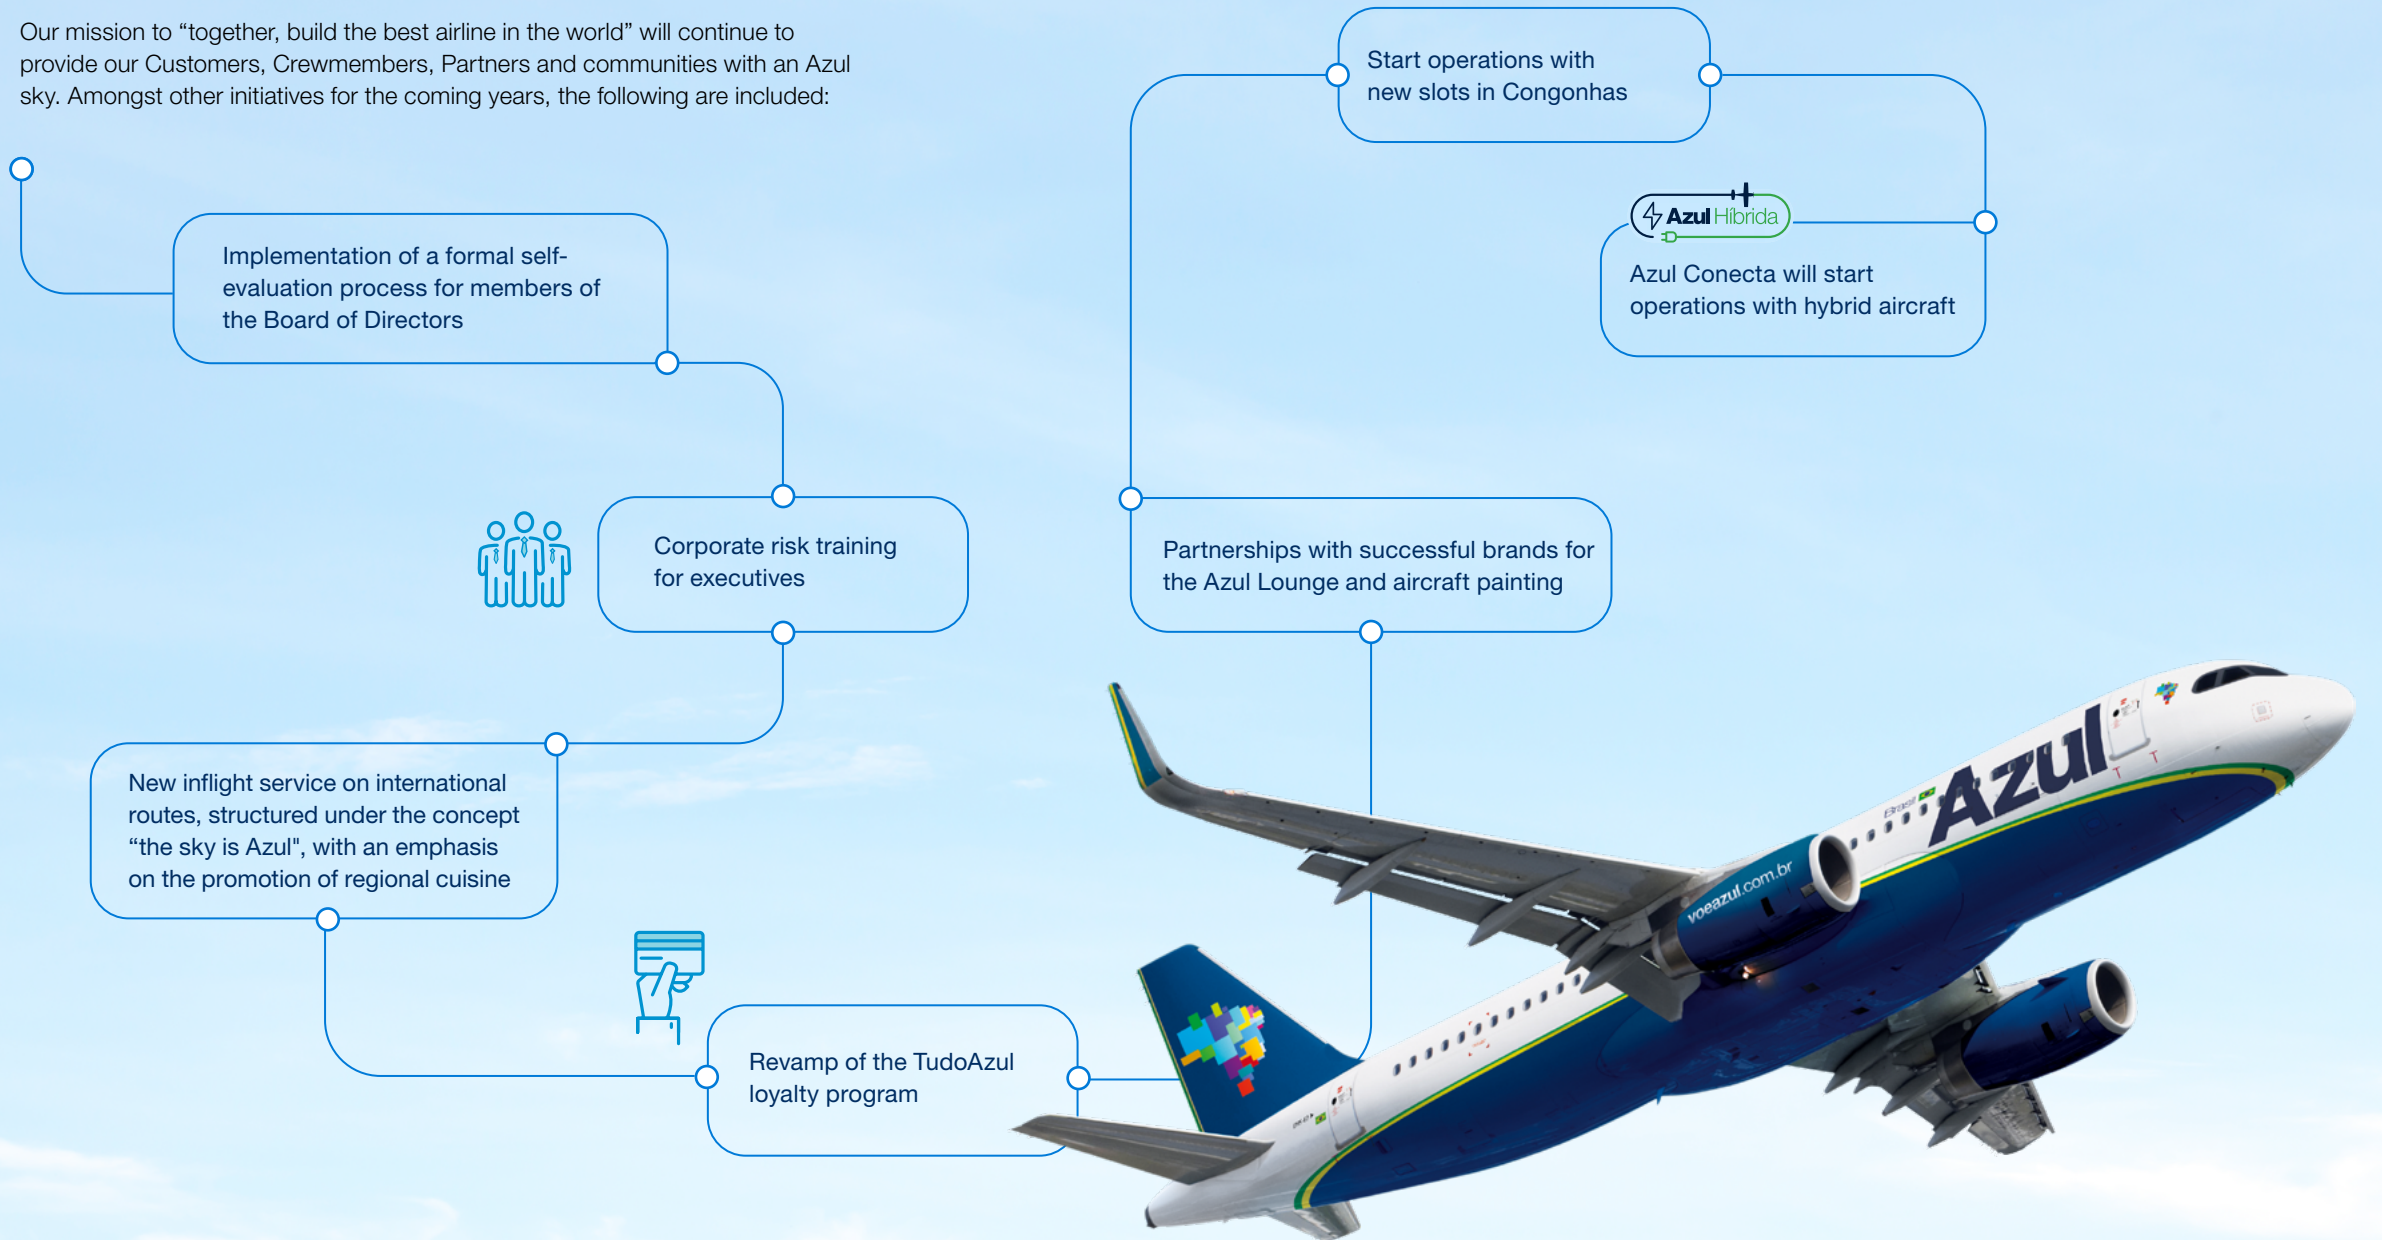 Our mission to “together, build the best airline in the world” will continue to
provide our Customers, Crewmembers, Partners and communities with an Azul
sky. Amongst other initiatives for the coming years, the following are included:
Implementation of a formal self-
evaluation process for members of
the Board of Directors
Corporate risk training
for executives
New inflight service on international
routes, structured under the concept
“the sky is Azul", with an emphasis
on the promotion of regional cuisine
Revamp of the TudoAzul
loyalty program
Partnerships with successful brands for
the Azul Lounge and aircraft painting
Start operations with
new slots in Congonhas
Azul Híbrida
Azul Conecta will start
operations with hybrid aircraft
Brasil
Azul
voeazul.com.br